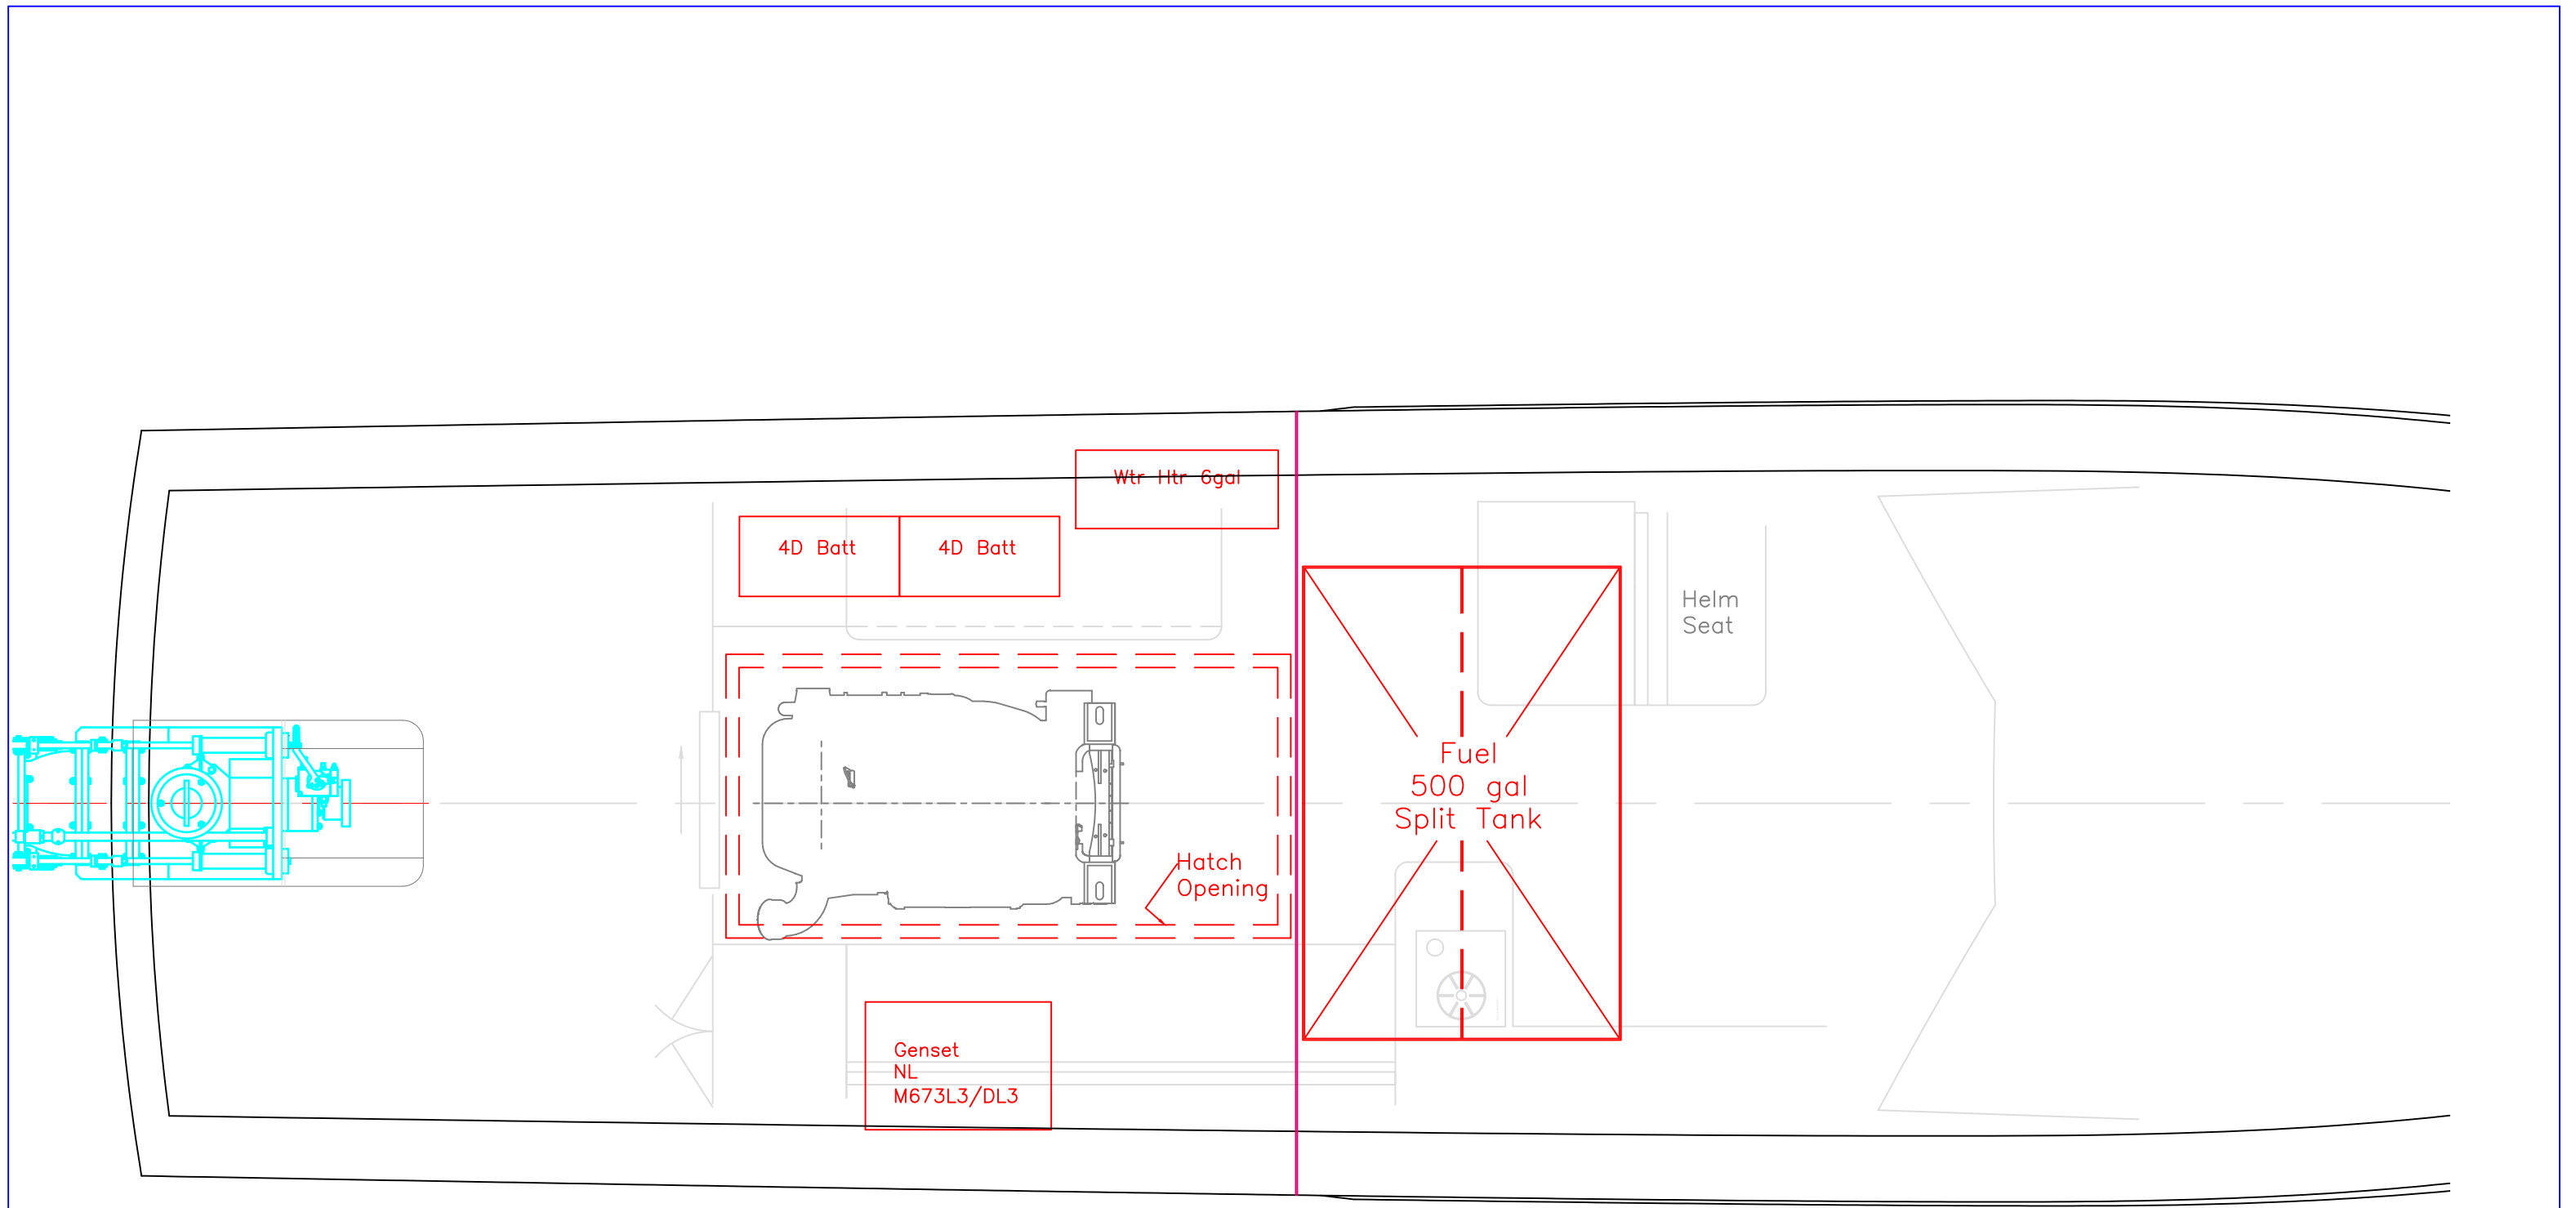 Wtr Htr 6gal
4D Batt
4D Batt
Helm
Seat
Fuel
500 gal
Split Tank
Hatch
Opening
Genset
NL
M673L3/DL3